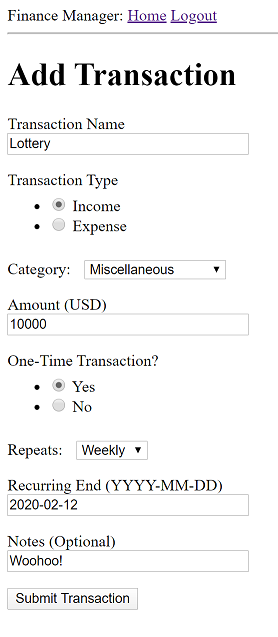 Finance Manager: Home Logout
Add Transaction
Transaction Name
Lottery
Transaction Type
Income
Expense
Category: Miscellaneous
Amount (USD)
10000
One-Time Transaction?
Yes
No
Repeats: Weekly
Recurring End (YYYY-MM-DD)
2020-02-12
Notes (Optional)
Woohoo!
Submit Transaction